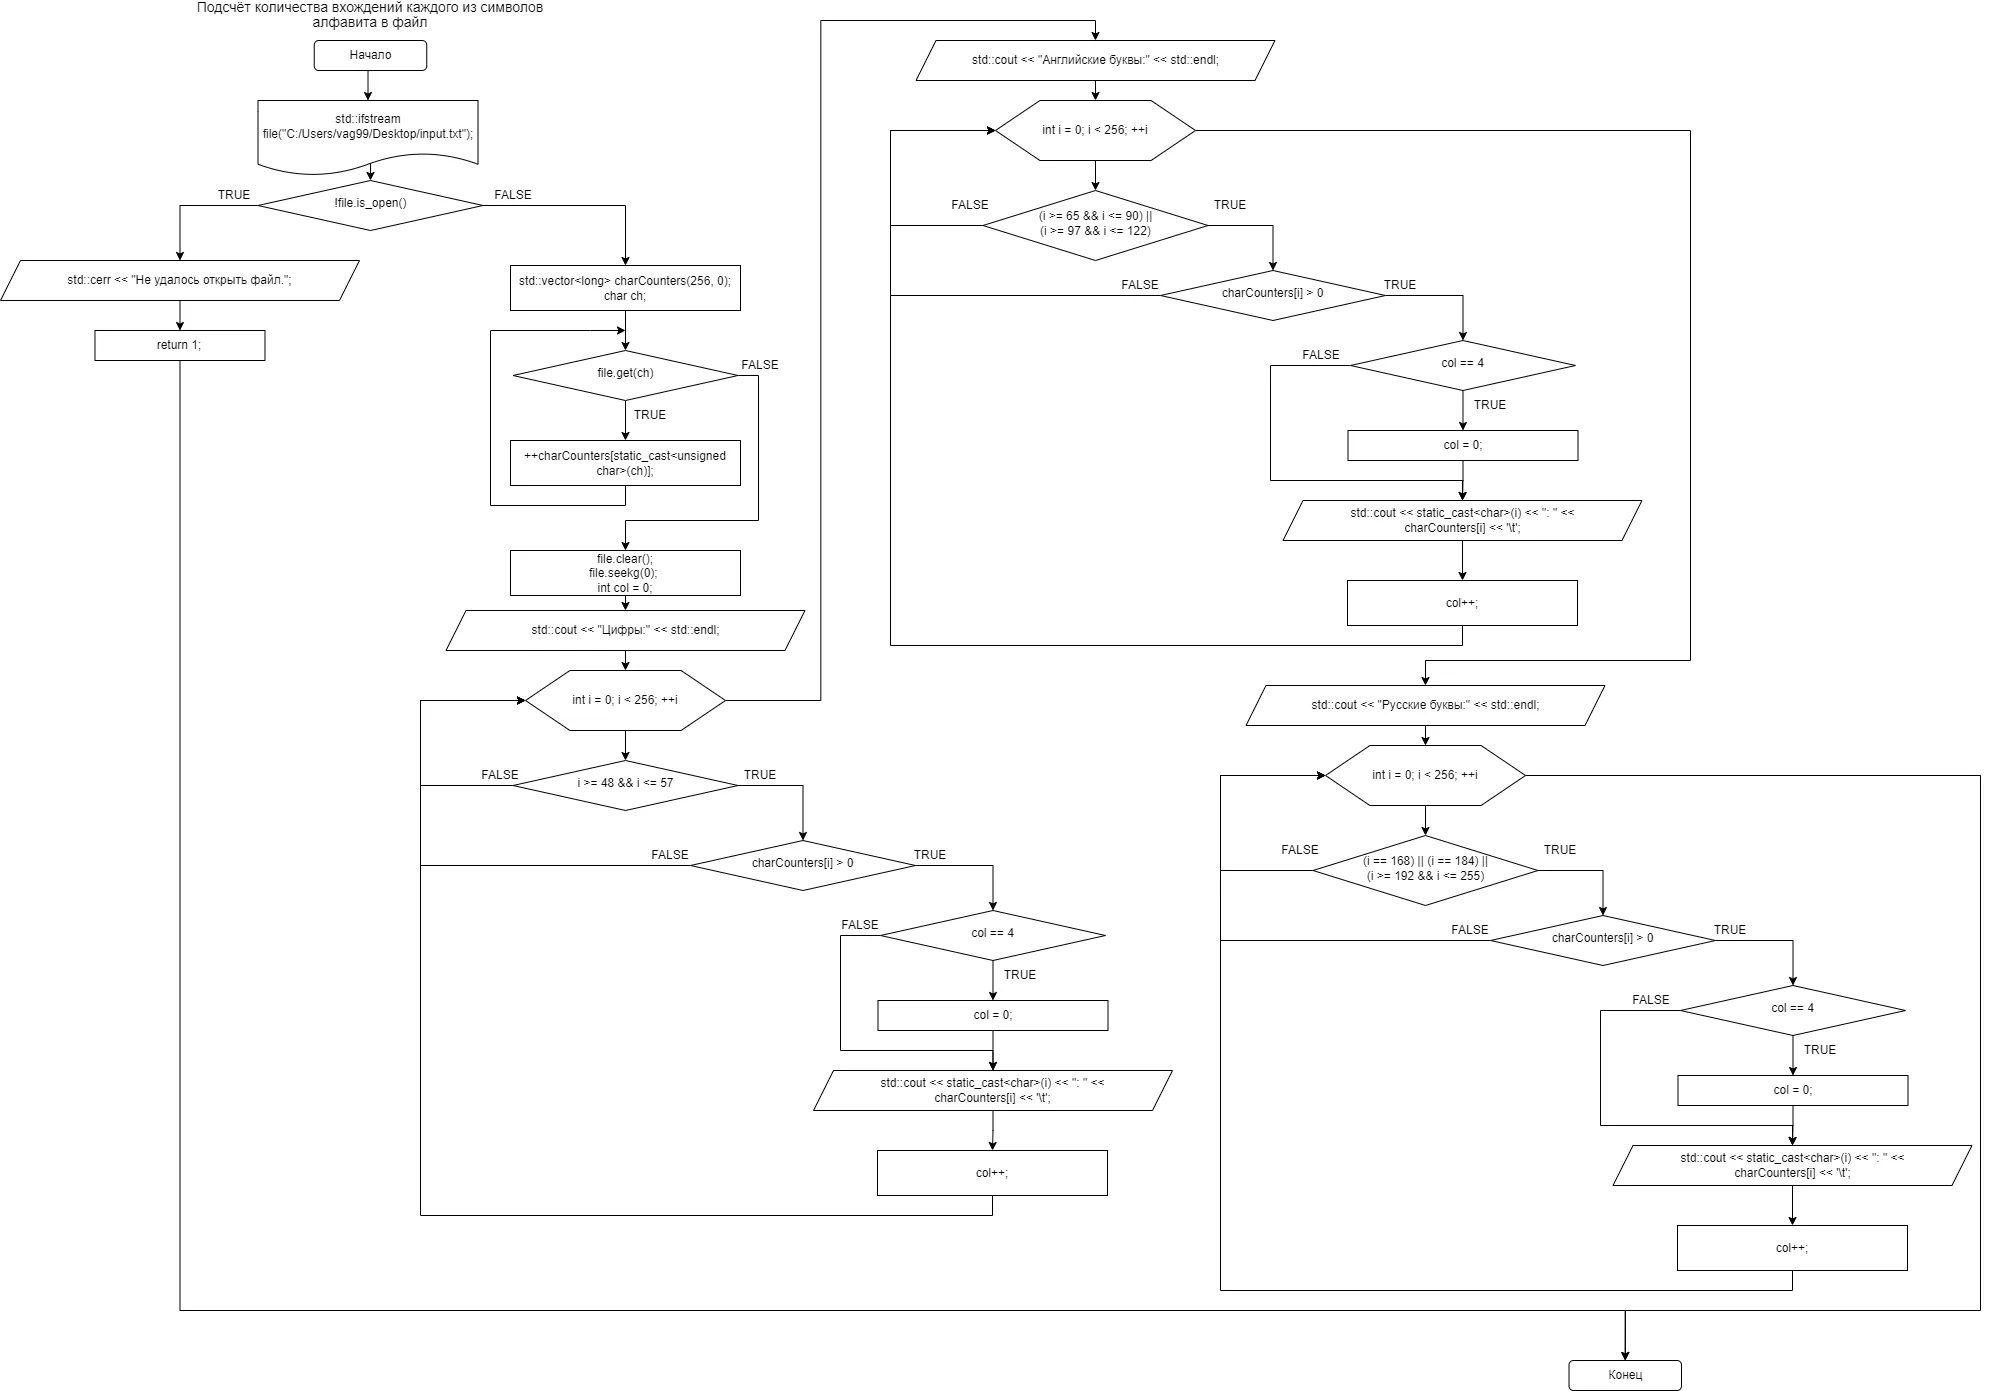 Подсчёт количества вхождений каждого из символов
алфавита в файл
Начало
std::ifstream
file("C:/Users/vag99/Desktop/input.txt");
!file.is_open()
TRUE
FALSE
std::cerr << "Не удалось открыть файл.";
return 1;
std::vector<long> charCounters(256, 0);
char ch;
file.get(ch)
FALSE
TRUE
++charCounters[static_cast<unsigned
char>(ch)];
file.clear();
file.seekg(0);
int col = 0;
std::cout << "Цифры:" << std::endl;
int i = 0; i < 256; ++i
FALSE
i >= 48 && i <= 57
TRUE
FALSE
charCounters[i] > 0
TRUE
FALSE
col == 4
TRUE
col = 0;
std::cout << static_cast<char>(i) << ": " <<
charCounters[i] << '\t';
col++;
std::cout << "Английские буквы:" << std::endl;
int i = 0; i < 256; ++i
FALSE
(i >= 65 && i <= 90) ||
(i >= 97 && i <= 122)
TRUE
FALSE
charCounters[i] > 0
TRUE
FALSE
col == 4
TRUE
col = 0;
std::cout << static_cast<char>(i) << ": " <<
charCounters[i] << '\t';
col++;
std::cout << "Русские буквы:" << std::endl;
int i = 0; i < 256; ++i
FALSE
(i == 168) || (i == 184) ||
(i >= 192 && i <= 255)
TRUE
FALSE
charCounters[i] > 0
TRUE
FALSE
col == 4
TRUE
col = 0;
std::cout << static_cast<char>(i) << ": " <<
charCounters[i] << '\t';
col++;
Конец